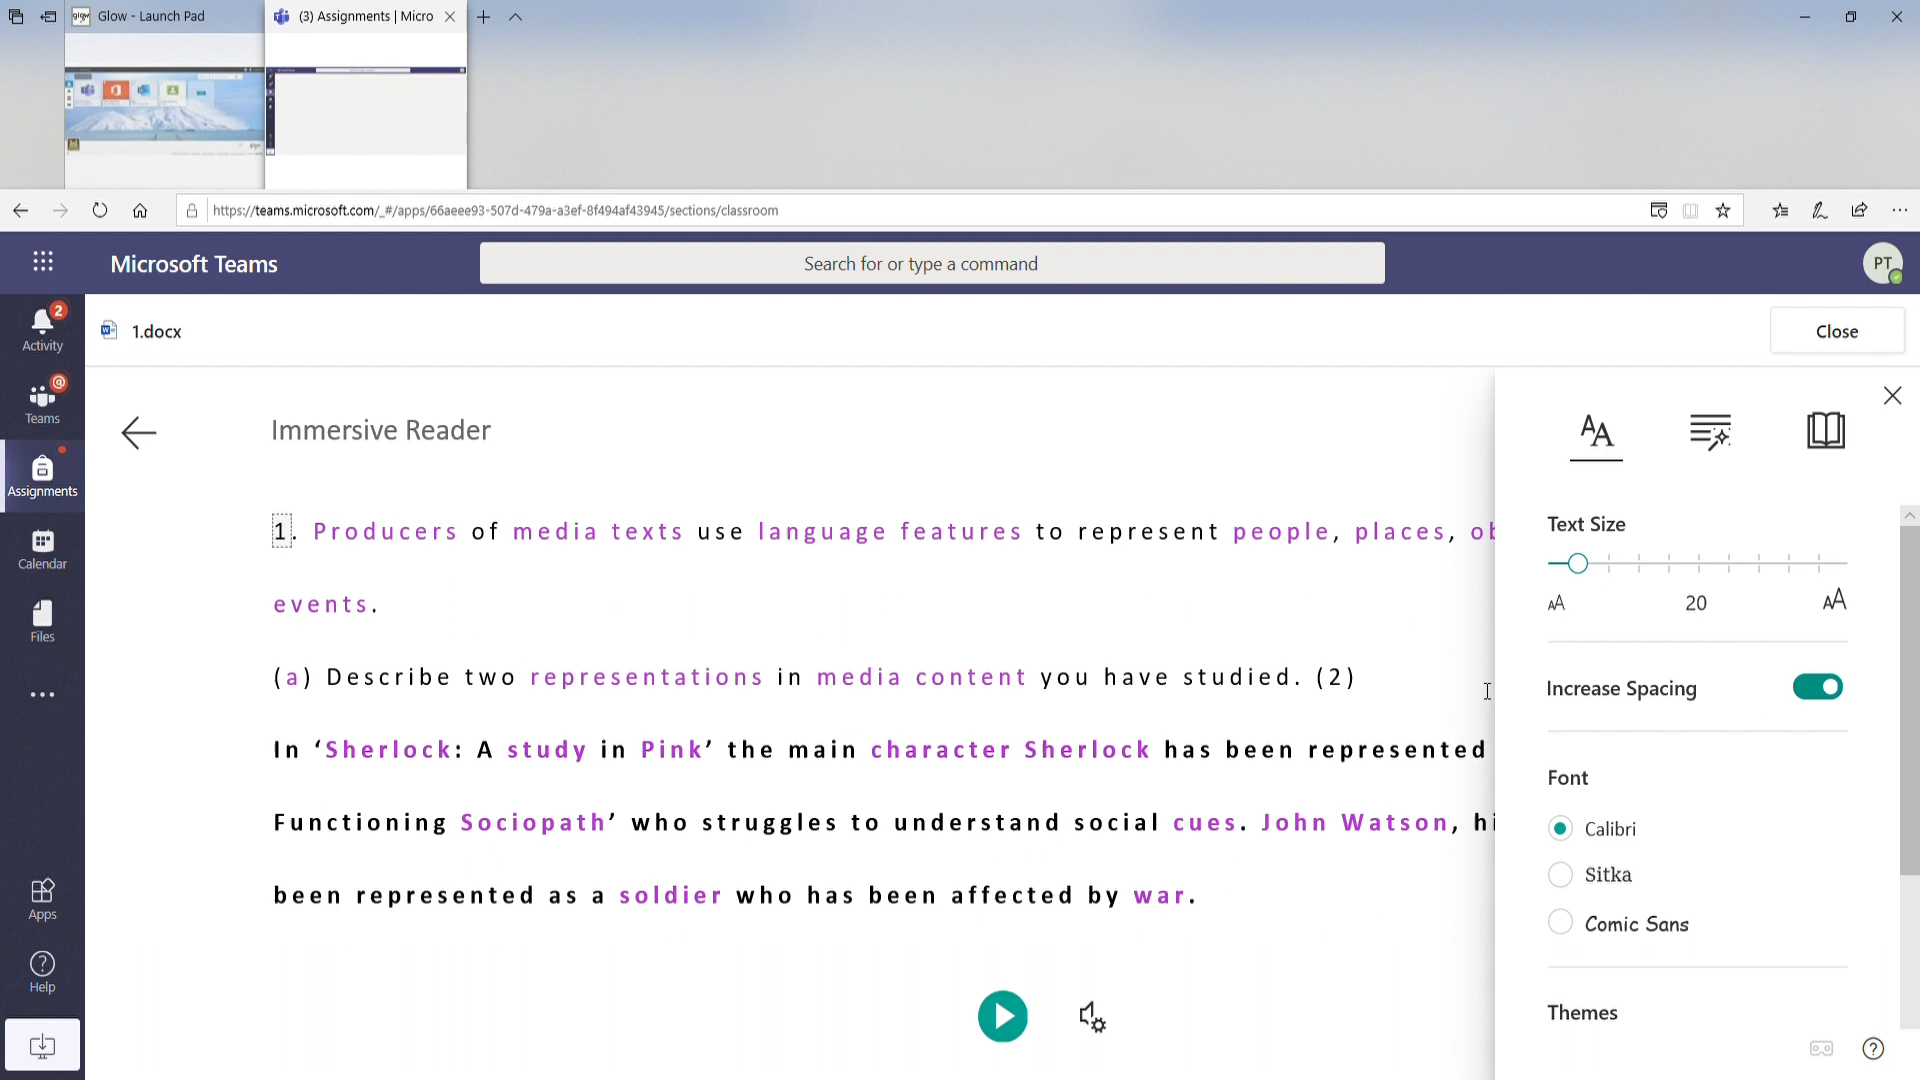 Glow - Launch Pad
(3) Assignments | Micro
https://teams.microsoft.com/_#/apps/66aeee93-507d-479a-a3ef-8f494af43945/sections/classroom
Microsoft Teams
Search for or type a command
PT
2
Activity
@
Teams
Assignments
Calendar
Files
Apps
Help
1.docx
Close
Immersive Reader
1. Producers of media texts use language features to represent people, places, ob
events.
(a) Describe two representations in media content you have studied. (2)
In ‘Sherlock: A study in Pink’ the main character Sherlock has been represented
Functioning Sociopath’ who struggles to understand social cues. John Watson, hi
been represented as a soldier who has been affected by war.
Text Size
20
Increase Spacing
Font
Calibri
Sitka
Comic Sans
Themes